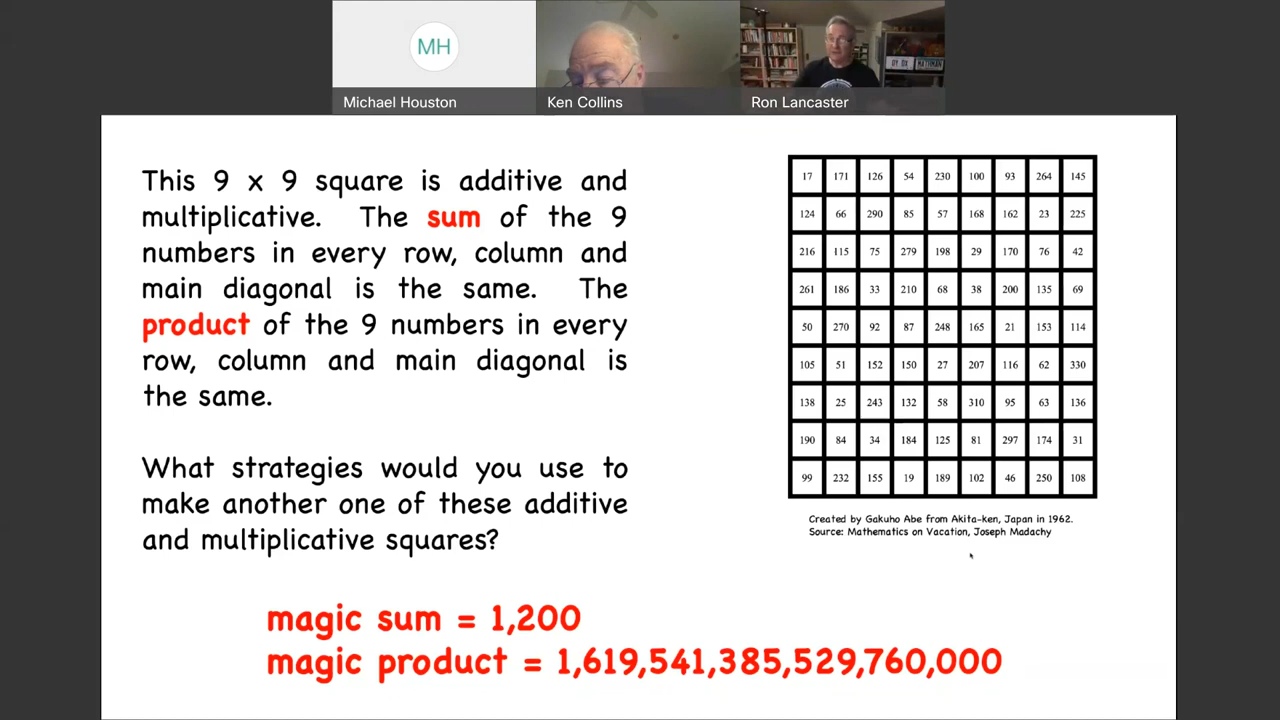 MH
Michael Houston
Ken Collins
Ron Lancaster
This 9 x 9 square is additive and
multiplicative. The sum of the 9
numbers in every row, column and
main diagonal is the same. The
product of the 9 numbers in every
row, column and main diagonal is
the same.
What strategies would you use to
make another one of these additive
and multiplicative squares?
17 171 126 54 230 100 93 264 145
124 66 290 85 57 168 162 23 225
216 115 75 279 198 29 170 76 42
261 186 33 210 68 38 200 135 69
50 270 92 87 248 165 21 153 114
105 51 152 150 27 207 116 62 330
138 25 243 132 58 310 95 63 136
190 84 34 184 125 81 297 174 31
99 232 155 19 189 102 46 250 108
Created by Gakuho Abe from Akita-ken, Japan in 1962.
Source: Mathematics on Vacation, Joseph Madachy
magic sum = 1,200
magic product = 1,619,541,385,529,760,000